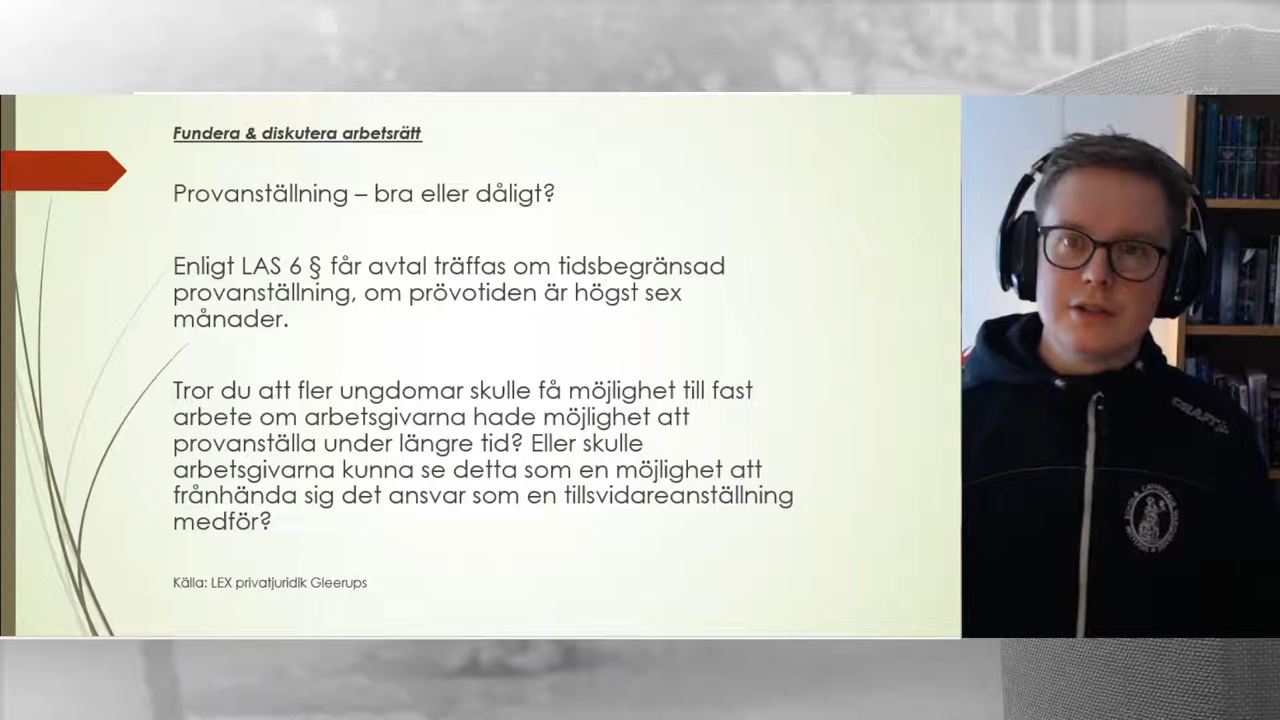 Fundera & diskutera arbetsrätt
Provanställning – bra eller dåligt?
Enligt LAS 6 § får avtal träffas om tidsbegränsad
provanställning, om prövotiden är högst sex
månader.
Tror du att fler ungdomar skulle få möjlighet till fast
arbete om arbetsgivarna hade möjlighet att
provanställa under längre tid? Eller skulle
arbetsgivarna kunna se detta som en möjlighet att
frånhända sig det ansvar som en tillsvidareanställning
medför?
Källa: LEX privatjuridik Gleerups
CRAFT